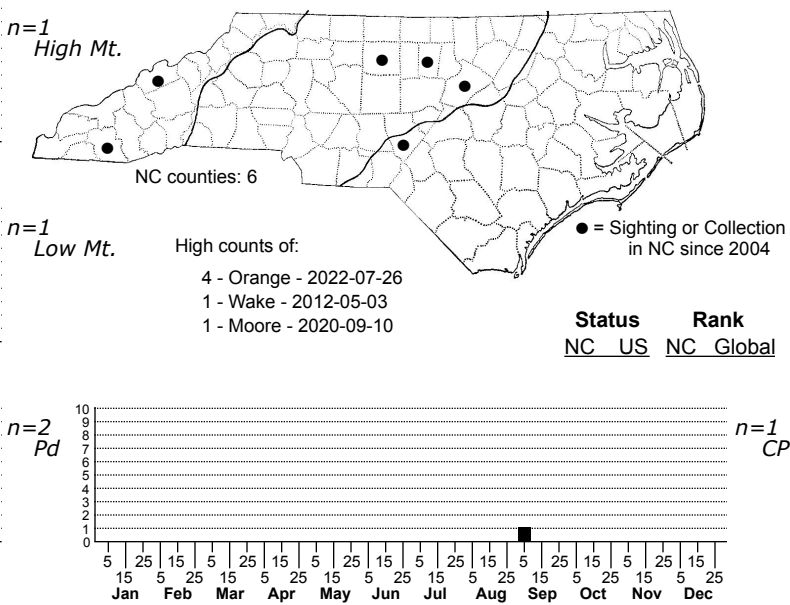 n=1
High Mt.
NC counties: 6
n=1
Low Mt.
High counts of:
4 - Orange - 2022-07-26
1 - Wake - 2012-05-03
1 - Moore - 2020-09-10
● = Sighting or Collection
in NC since 2004
Status Rank
NC US NC Global
n=2
Pd
n=1
CP
10
9
8
7
6
5
4
3
2
1
0
5 25 15 5 25 15 5 25 15 5 25 15 5 25 15 5 25 15
15 5 25 15 5 25 15 5 25 15 5 25 15 5 25 15 5 25
Jan Feb Mar Apr May Jun Jul Aug Sep Oct Nov Dec